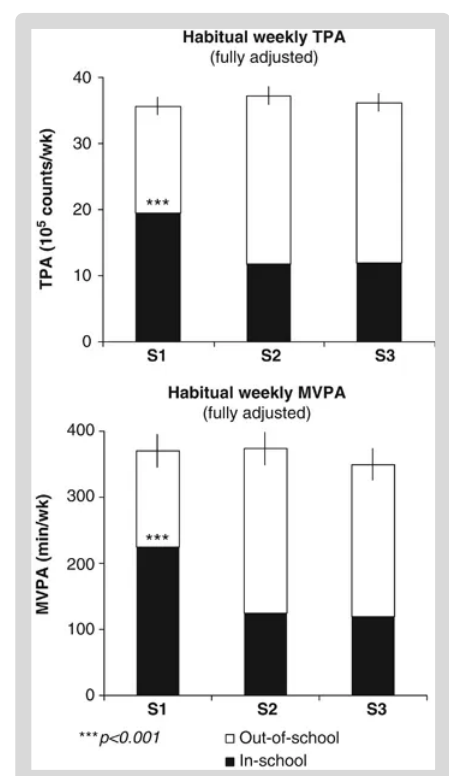 Habitual weekly TPA
(fully adjusted)
40
30
20
10
0
TPA (10⁵ counts/wk)
***
S1 S2 S3
Habitual weekly MVPA
(fully adjusted)
400
300
200
100
0
MVPA (min/wk)
***
S1 S2 S3
***p<0.001
□ Out-of-school
■ In-school